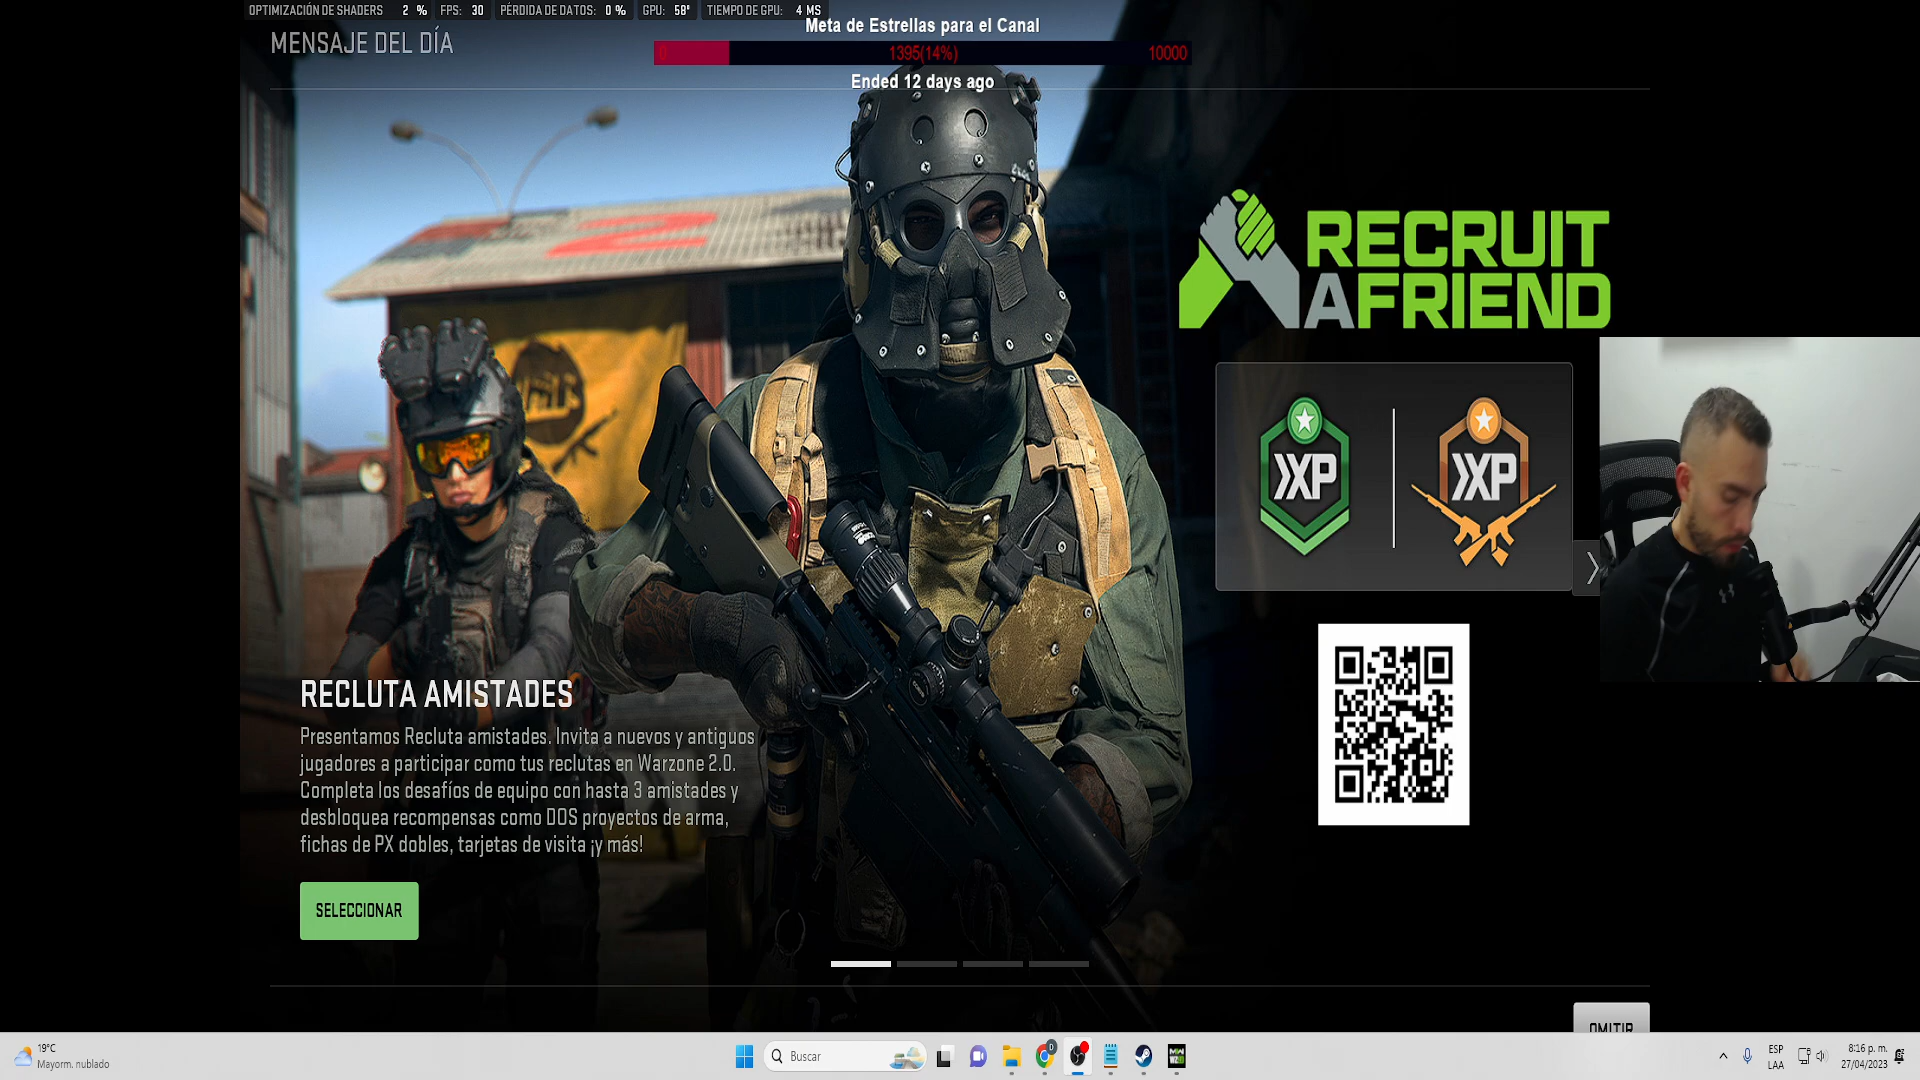 OPTIMIZACIÓN DE SHADERS 2 % FPS: 30 PÉRDIDA DE DATOS: 0 % GPU: 58° TIEMPO DE GPU: 4 MS
Meta de Estrellas para el Canal
MENSAJE DEL DÍA
0 1395(14%) 10000
Ended 12 days ago
2
RECRUIT
A FRIEND
XP XP
RECLUTA AMISTADES
Presentamos Recluta amistades. Invita a nuevos y antiguos
jugadores a participar como tus reclutas en Warzone 2.0.
Completa los desafíos de equipo con hasta 3 amistades y
desbloquea recompensas como DOS proyectos de arma,
fichas de PX dobles, tarjetas de visita ¡y más!
SELECCIONAR
OMITIR
19°C
Mayorm. nublado
Buscar
ESP
LAA
8:16 p. m.
27/04/2023